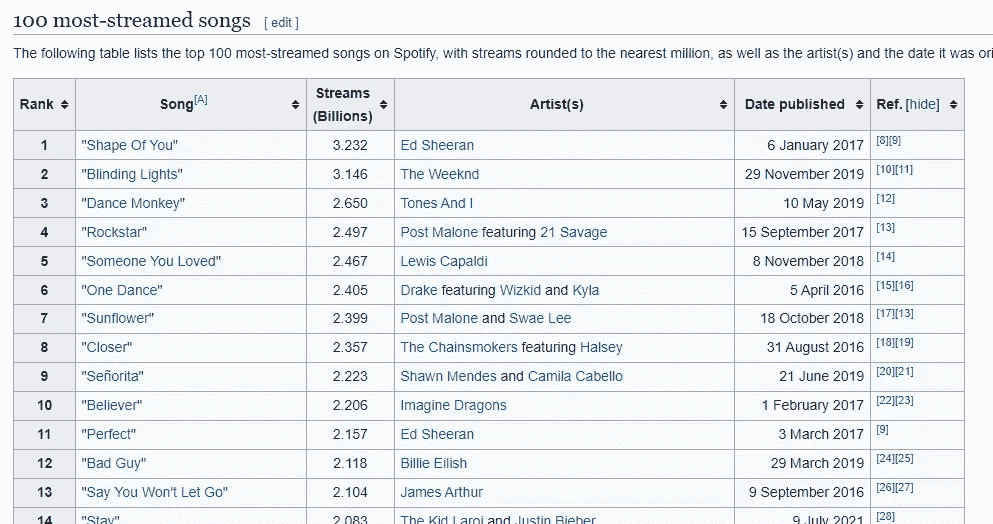 100 most-streamed songs [ edit ]
The following table lists the top 100 most-streamed songs on Spotify, with streams rounded to the nearest million, as well as the artist(s) and the date it was ori
Rank Song[A] Streams (Billions) Artist(s) Date published Ref. [hide]
1 "Shape Of You" 3.232 Ed Sheeran 6 January 2017 [8][9]
2 "Blinding Lights" 3.146 The Weeknd 29 November 2019 [10][11]
3 "Dance Monkey" 2.650 Tones And I 10 May 2019 [12]
4 "Rockstar" 2.497 Post Malone featuring 21 Savage 15 September 2017 [13]
5 "Someone You Loved" 2.467 Lewis Capaldi 8 November 2018 [14]
6 "One Dance" 2.405 Drake featuring Wizkid and Kyla 5 April 2016 [15][16]
7 "Sunflower" 2.399 Post Malone and Swae Lee 18 October 2018 [17][13]
8 "Closer" 2.357 The Chainsmokers featuring Halsey 31 August 2016 [18][19]
9 "Señorita" 2.223 Shawn Mendes and Camila Cabello 21 June 2019 [20][21]
10 "Believer" 2.206 Imagine Dragons 1 February 2017 [22][23]
11 "Perfect" 2.157 Ed Sheeran 3 March 2017 [9]
12 "Bad Guy" 2.118 Billie Eilish 29 March 2019 [24][25]
13 "Say You Won't Let Go" 2.104 James Arthur 9 September 2016 [26][27]
14 "Stay" 2.083 The Kid Laroi and Justin Bieber 9 July 2021 [28]